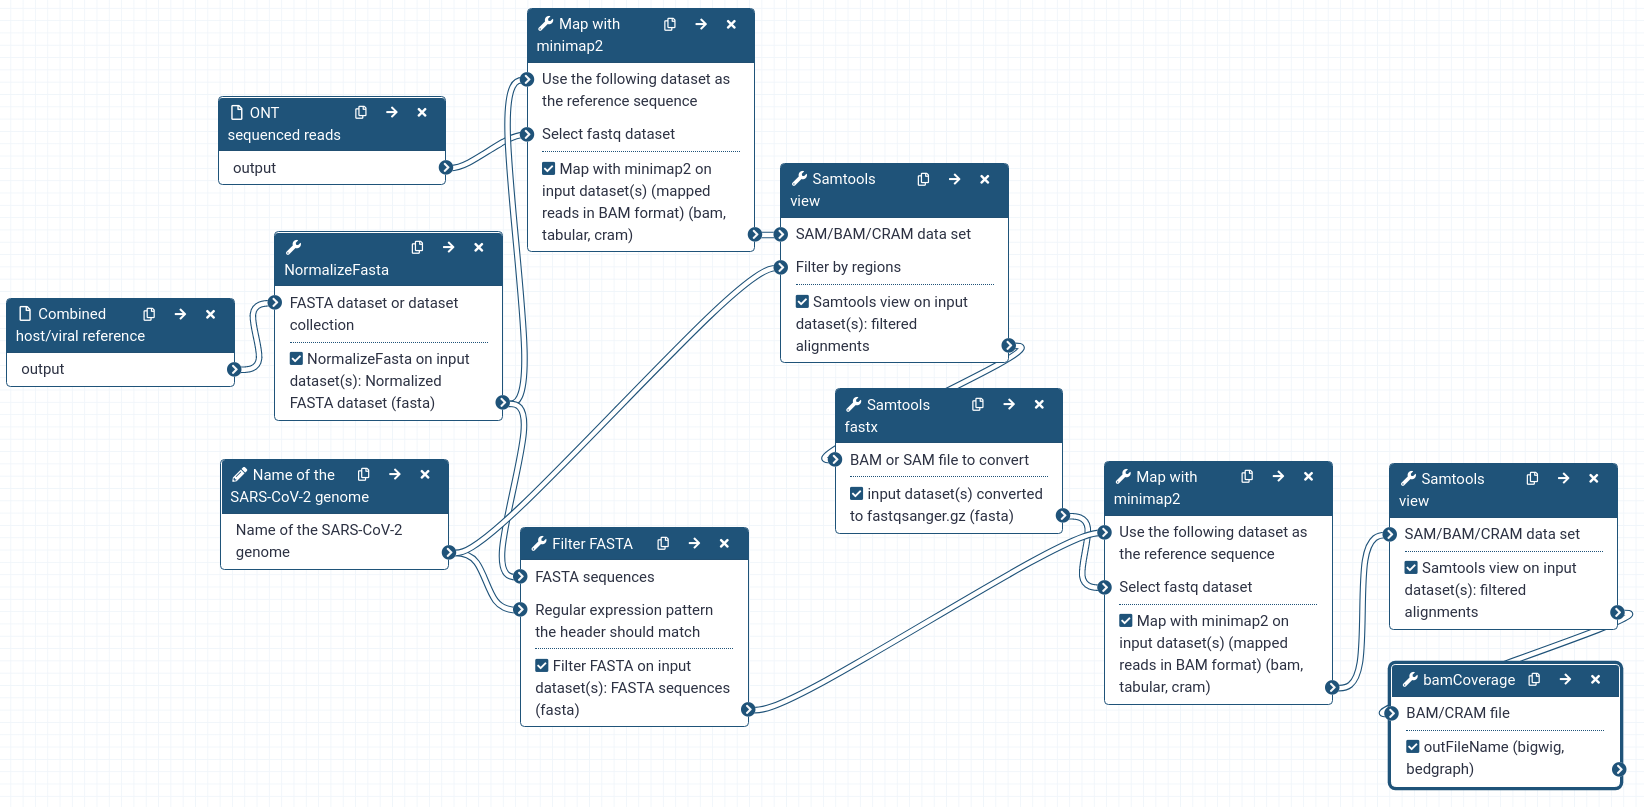 Map with
minimap2
Use the following dataset as
the reference sequence
Select fastq dataset
Map with minimap2 on
input dataset(s) (mapped
reads in BAM format) (bam,
tabular, cram)
ONT
sequenced reads
output
Samtools
view
SAM/BAM/CRAM data set
Filter by regions
Samtools view on input
dataset(s): filtered
alignments
NormalizeFasta
FASTA dataset or dataset
collection
NormalizeFasta on input
dataset(s): Normalized
FASTA dataset (fasta)
Combined
host/viral reference
output
Samtools
fastx
BAM or SAM file to convert
input dataset(s) converted
to fastqsanger.gz (fasta)
Name of the
SARS-CoV-2 genome
Name of the SARS-CoV-2
genome
Filter FASTA
FASTA sequences
Regular expression pattern
the header should match
Filter FASTA on input
dataset(s): FASTA sequences
(fasta)
Map with
minimap2
Use the following dataset as
the reference sequence
Select fastq dataset
Map with minimap2 on
input dataset(s) (mapped
reads in BAM format) (bam,
tabular, cram)
Samtools
view
SAM/BAM/CRAM data set
Samtools view on input
dataset(s): filtered
alignments
bamCoverage
BAM/CRAM file
outFileName (bigwig,
bedgraph)